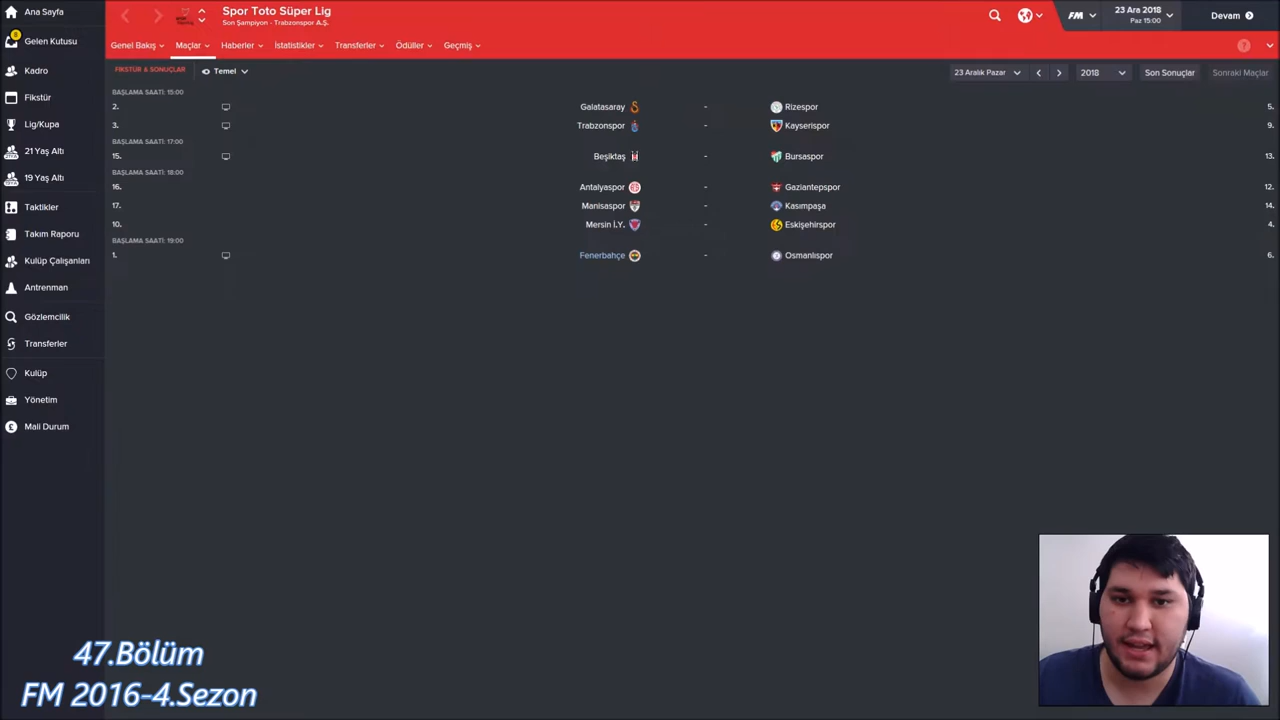 Ana Sayfa
Spor Toto Süper Lig
Son Şampiyon - Trabzonspor A.Ş.
FM
23 Ara 2018
Paz 15:00
Devam
8
Gelen Kutusu
Genel Bakış
Maçlar
Haberler
İstatistikler
Transferler
Ödüller
Geçmiş
?
Kadro
FİKSTÜR & SONUÇLAR
Temel
23 Aralık Pazar
2018
Son Sonuçlar
Sonraki Maçlar
Fikstür
Lig/Kupa
21 Yaş Altı
19 Yaş Altı
Taktikler
Takım Raporu
Kulüp Çalışanları
Antrenman
Gözlemcilik
Transferler
Kulüp
Yönetim
Mali Durum
BAŞLAMA SAATİ: 15:00
2. Galatasaray - Rizespor 5.
3. Trabzonspor - Kayserispor 9.
BAŞLAMA SAATİ: 17:00
15. Beşiktaş - Bursaspor 13.
BAŞLAMA SAATİ: 18:00
16. Antalyaspor - Gaziantepspor 12.
17. Manisaspor - Kasımpaşa 14.
10. Mersin İ.Y. - Eskişehirspor 4.
BAŞLAMA SAATİ: 19:00
1. Fenerbahçe - Osmanlıspor 6.
47.Bölüm
FM 2016-4.Sezon